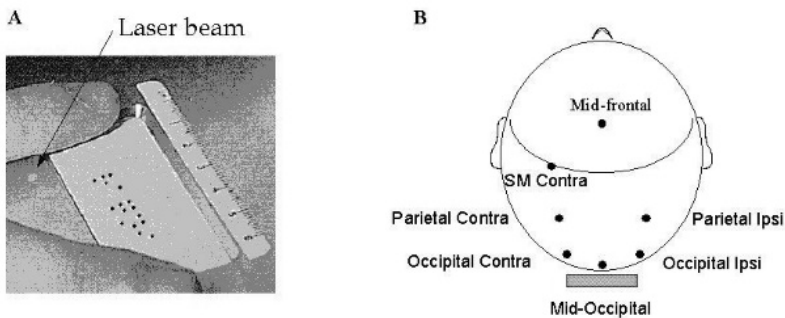 A
Laser beam
B
Mid-frontal
SM Contra
Parietal Contra
Parietal Ipsi
Occipital Contra
Occipital Ipsi
Mid-Occipital